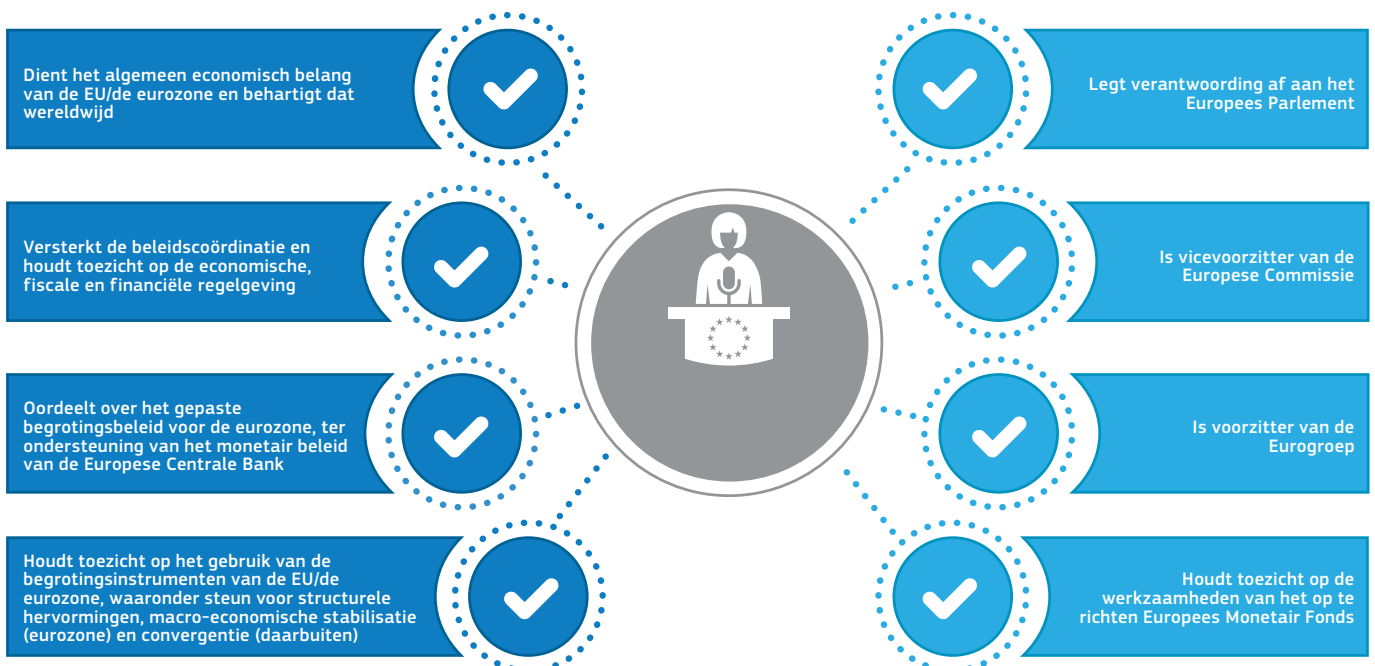 Dient het algemeen economisch belang
van de EU/de eurozone en behartigt dat
wereldwijd
Versterkt de beleidscoördinatie en
houdt toezicht op de economische,
fiscale en financiële regelgeving
Oordeelt over het gepaste
begrotingsbeleid voor de eurozone, ter
ondersteuning van het monetair beleid
van de Europese Centrale Bank
Houdt toezicht op het gebruik van de
begrotingsinstrumenten van de EU/de
eurozone, waaronder steun voor structurele
hervormingen, macro-economische stabilisatie
(eurozone) en convergentie (daarbuiten)
Legt verantwoording af aan het
Europees Parlement
Is vicevoorzitter van de
Europese Commissie
Is voorzitter van de
Eurogroep
Houdt toezicht op de
werkzaamheden van het op te
richten Europees Monetair Fonds